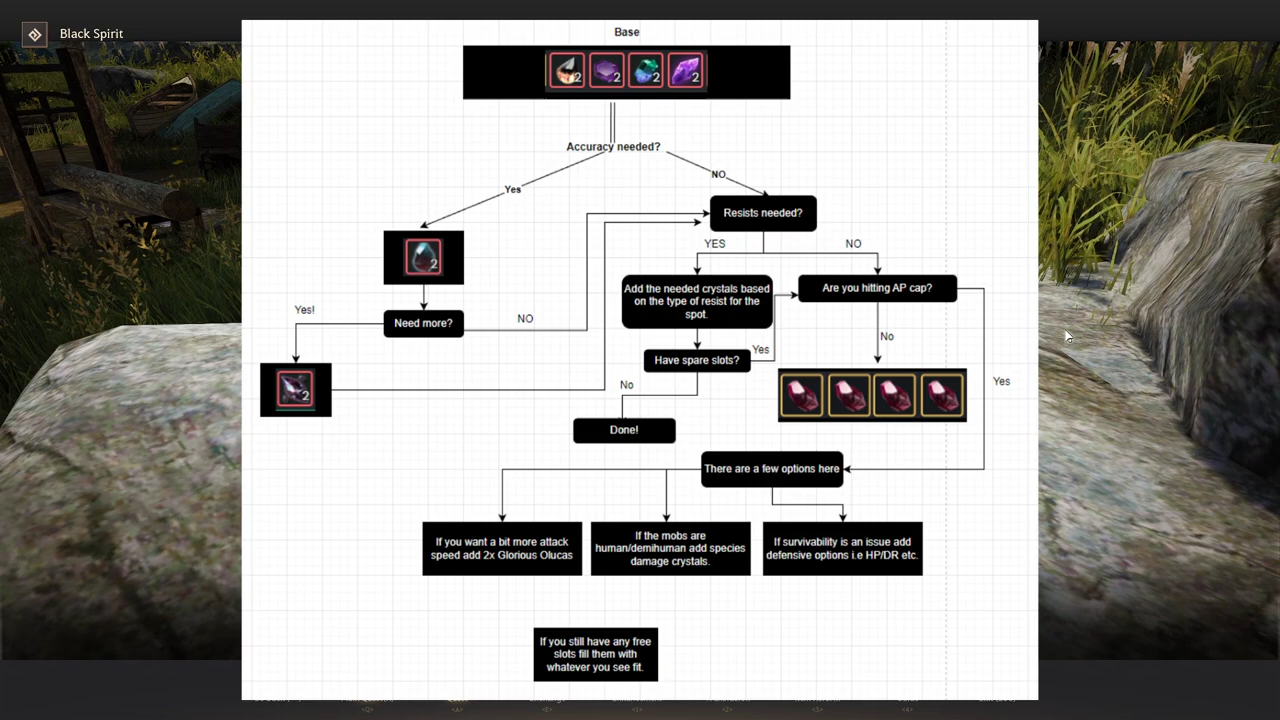 Black Spirit
Base
2
2
2
2
Accuracy needed?
Yes
NO
Resists needed?
2
YES
NO
Add the needed crystals based
on the type of resist for the
spot.
Are you hitting AP cap?
Yes!
Need more?
NO
No
Have spare slots?
Yes
2
No
Yes
Done!
There are a few options here
If you want a bit more attack
speed add 2x Glorious Olucas
If the mobs are
human/demihuman add species
damage crystals.
If survivability is an issue add
defensive options i.e HP/DR etc.
If you still have any free
slots fill them with
whatever you see fit.